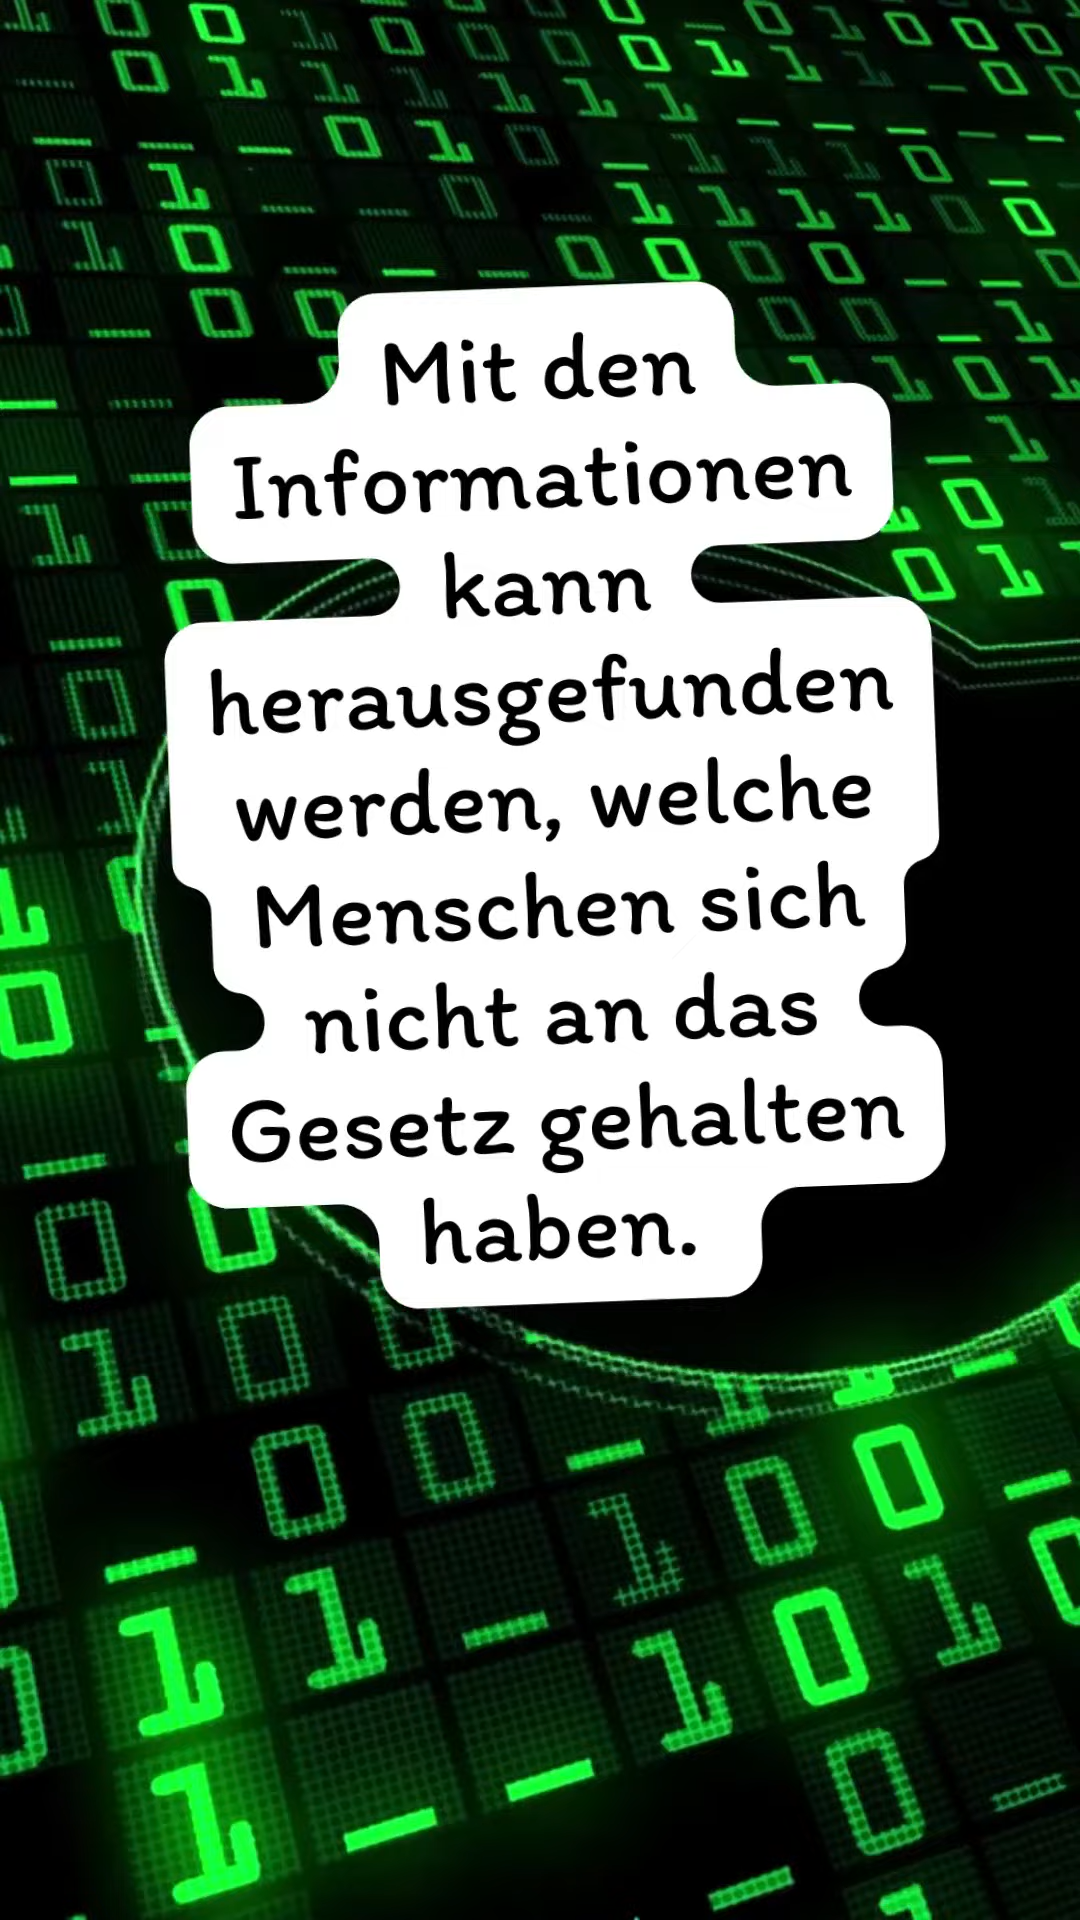 Mit den
Informationen
kann
herausgefunden
werden, welche
Menschen sich
nicht an das
Gesetz gehalten
haben.